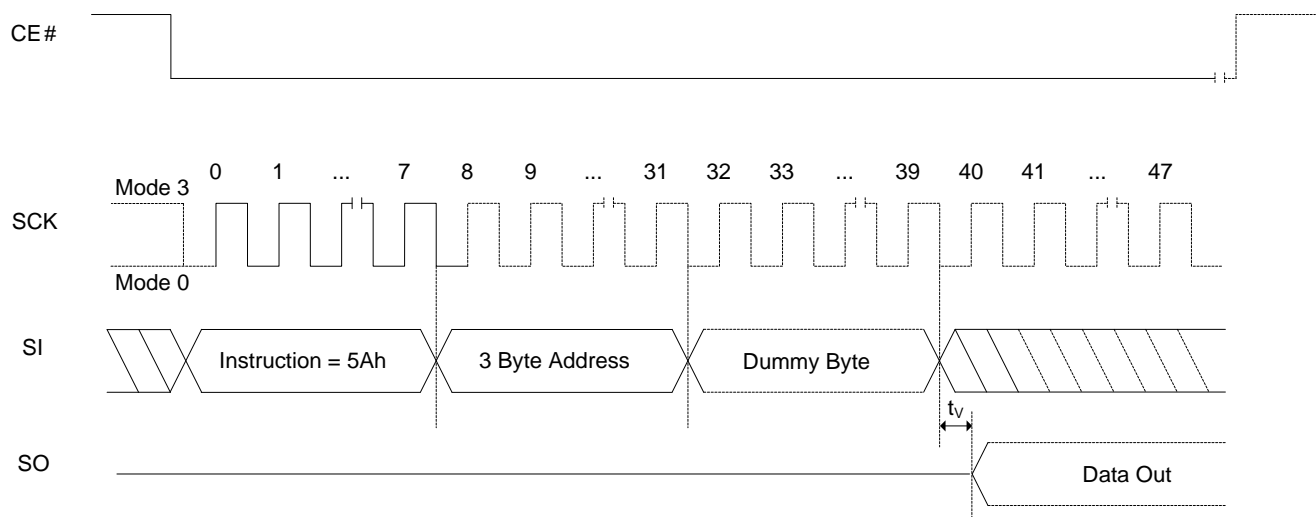 CE#
0 1 ... 7 8 9 ... 31 32 33 ... 39 40 41 ... 47
Mode 3
SCK
Mode 0
SI
Instruction = 5Ah
3 Byte Address
Dummy Byte
tV
SO
Data Out